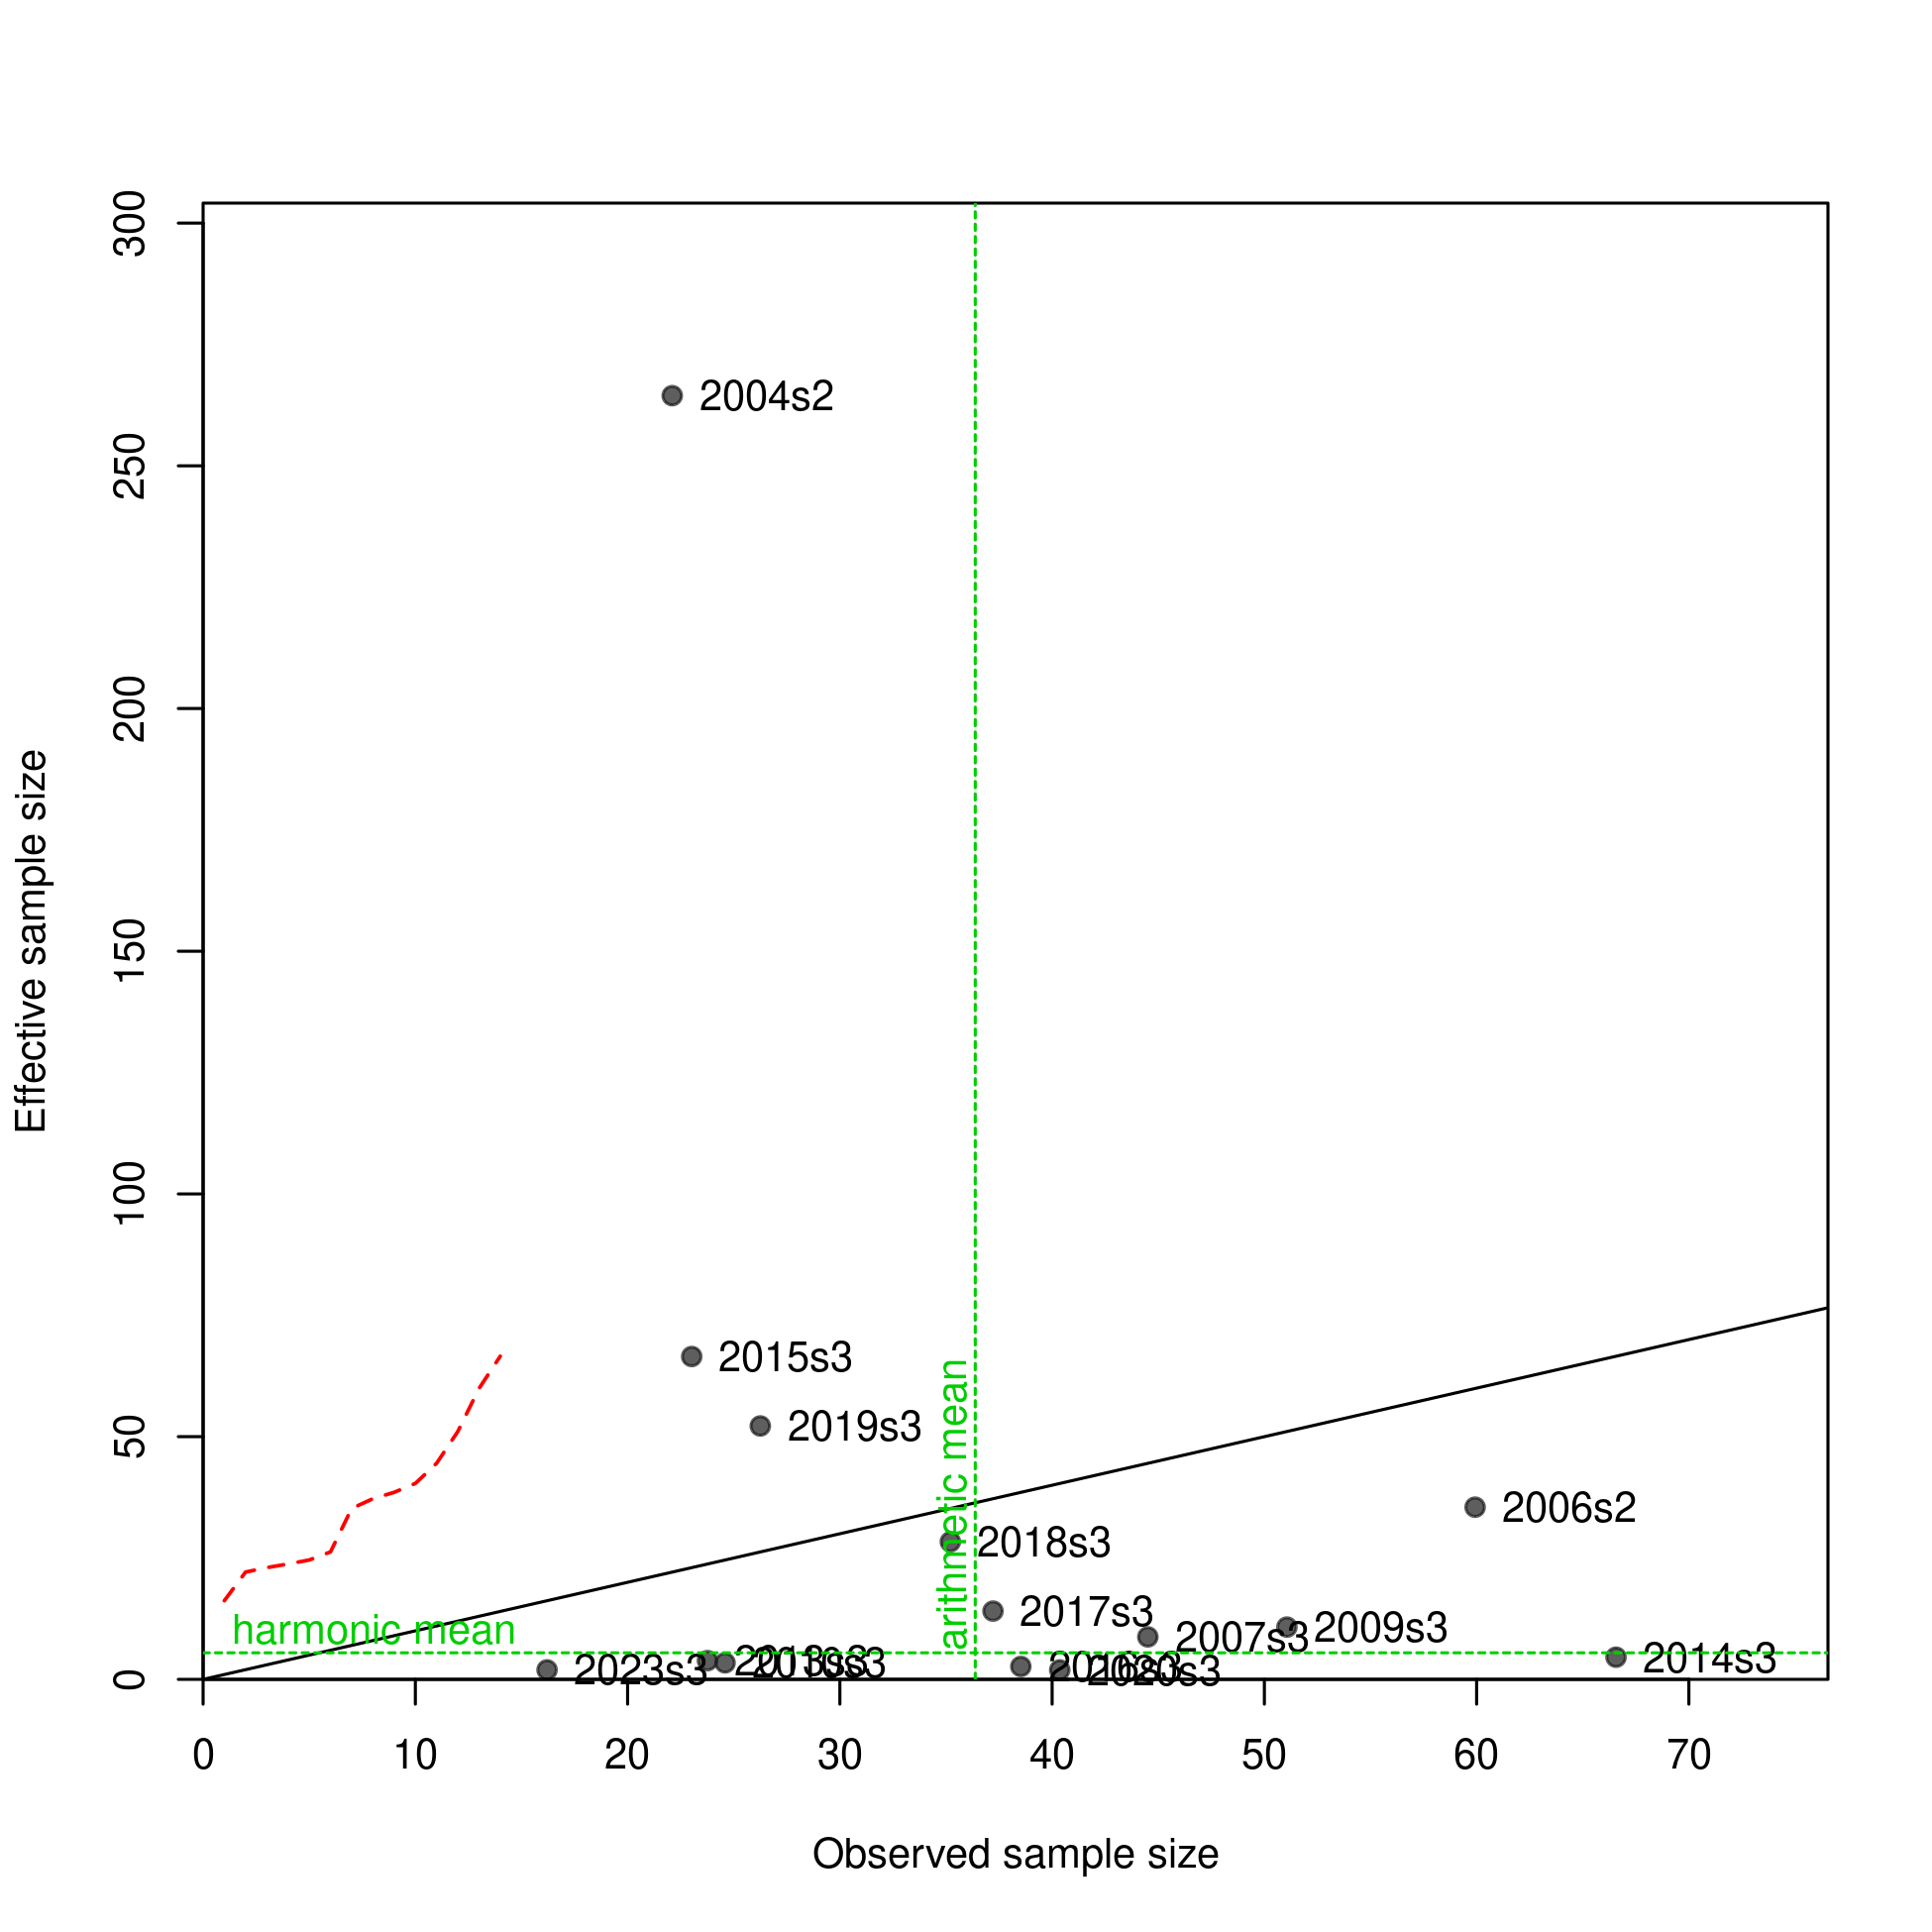 300
250
200
150
100
50
0
Effective sample size
2004s2
2015s3
2019s3
arithmetic mean
2006s2
2018s3
2017s3
2009s3
2007s3
harmonic mean
2014s3
2023s3
0
10
20
30
40
50
60
70
Observed sample size